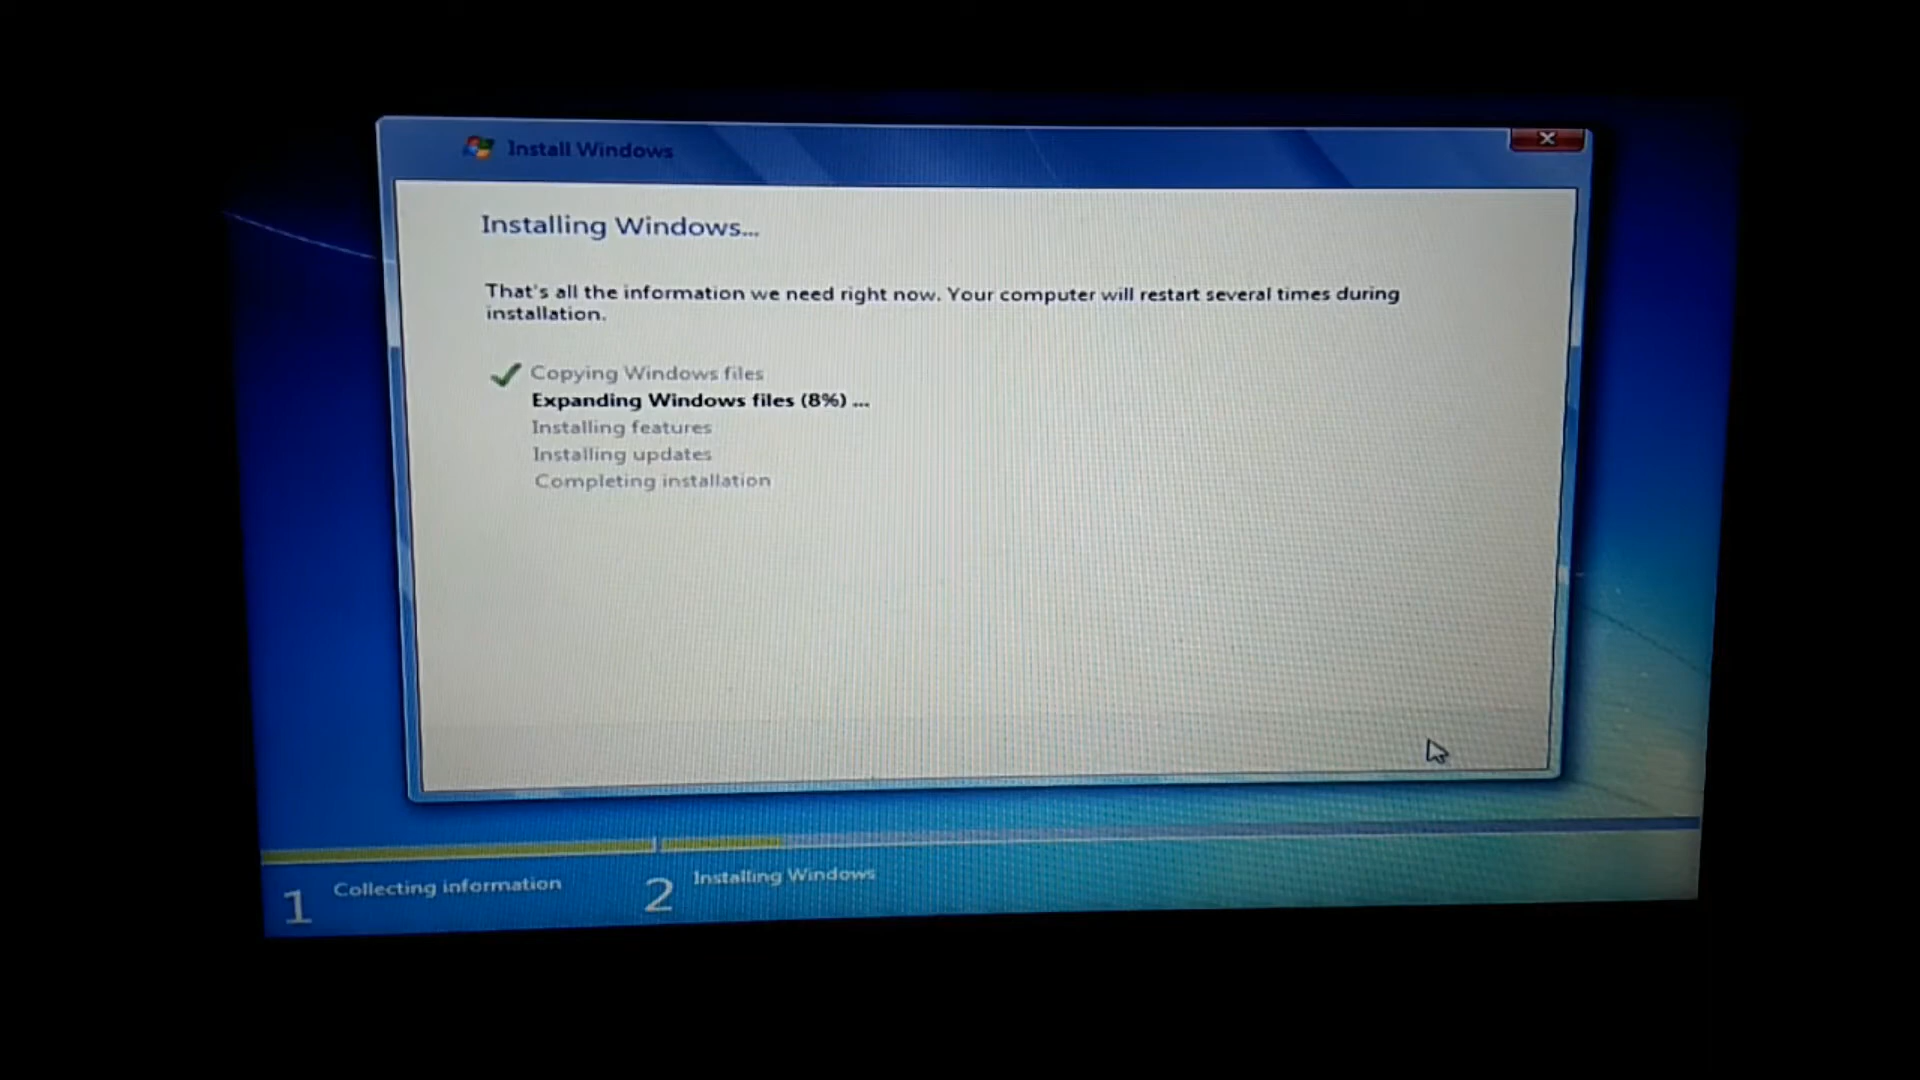 Install Windows
Installing Windows...
That's all the information we need right now. Your computer will restart several times during
installation.
Copying Windows files
Expanding Windows files (8%) ...
Installing features
Installing updates
Completing installation
1 Collecting information
2 Installing Windows